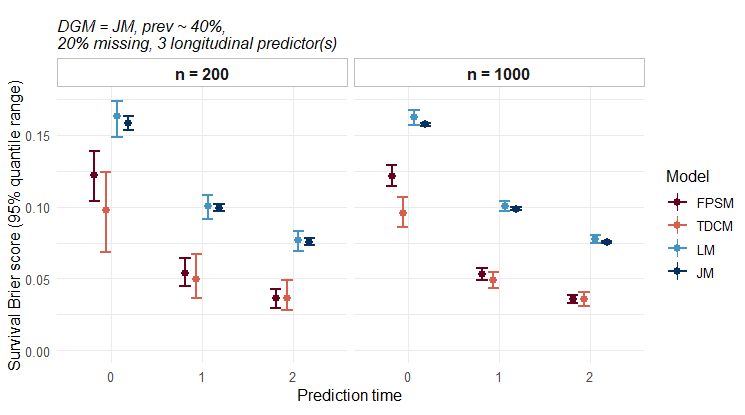 DGM = JM, prev ~ 40%,
20% missing, 3 longitudinal predictor(s)
n = 200
n = 1000
Survival Brier score (95% quantile range)
0.15
0.10
0.05
0.00
0
1
2
0
1
2
Prediction time
Model
FPSM
TDCM
LM
JM